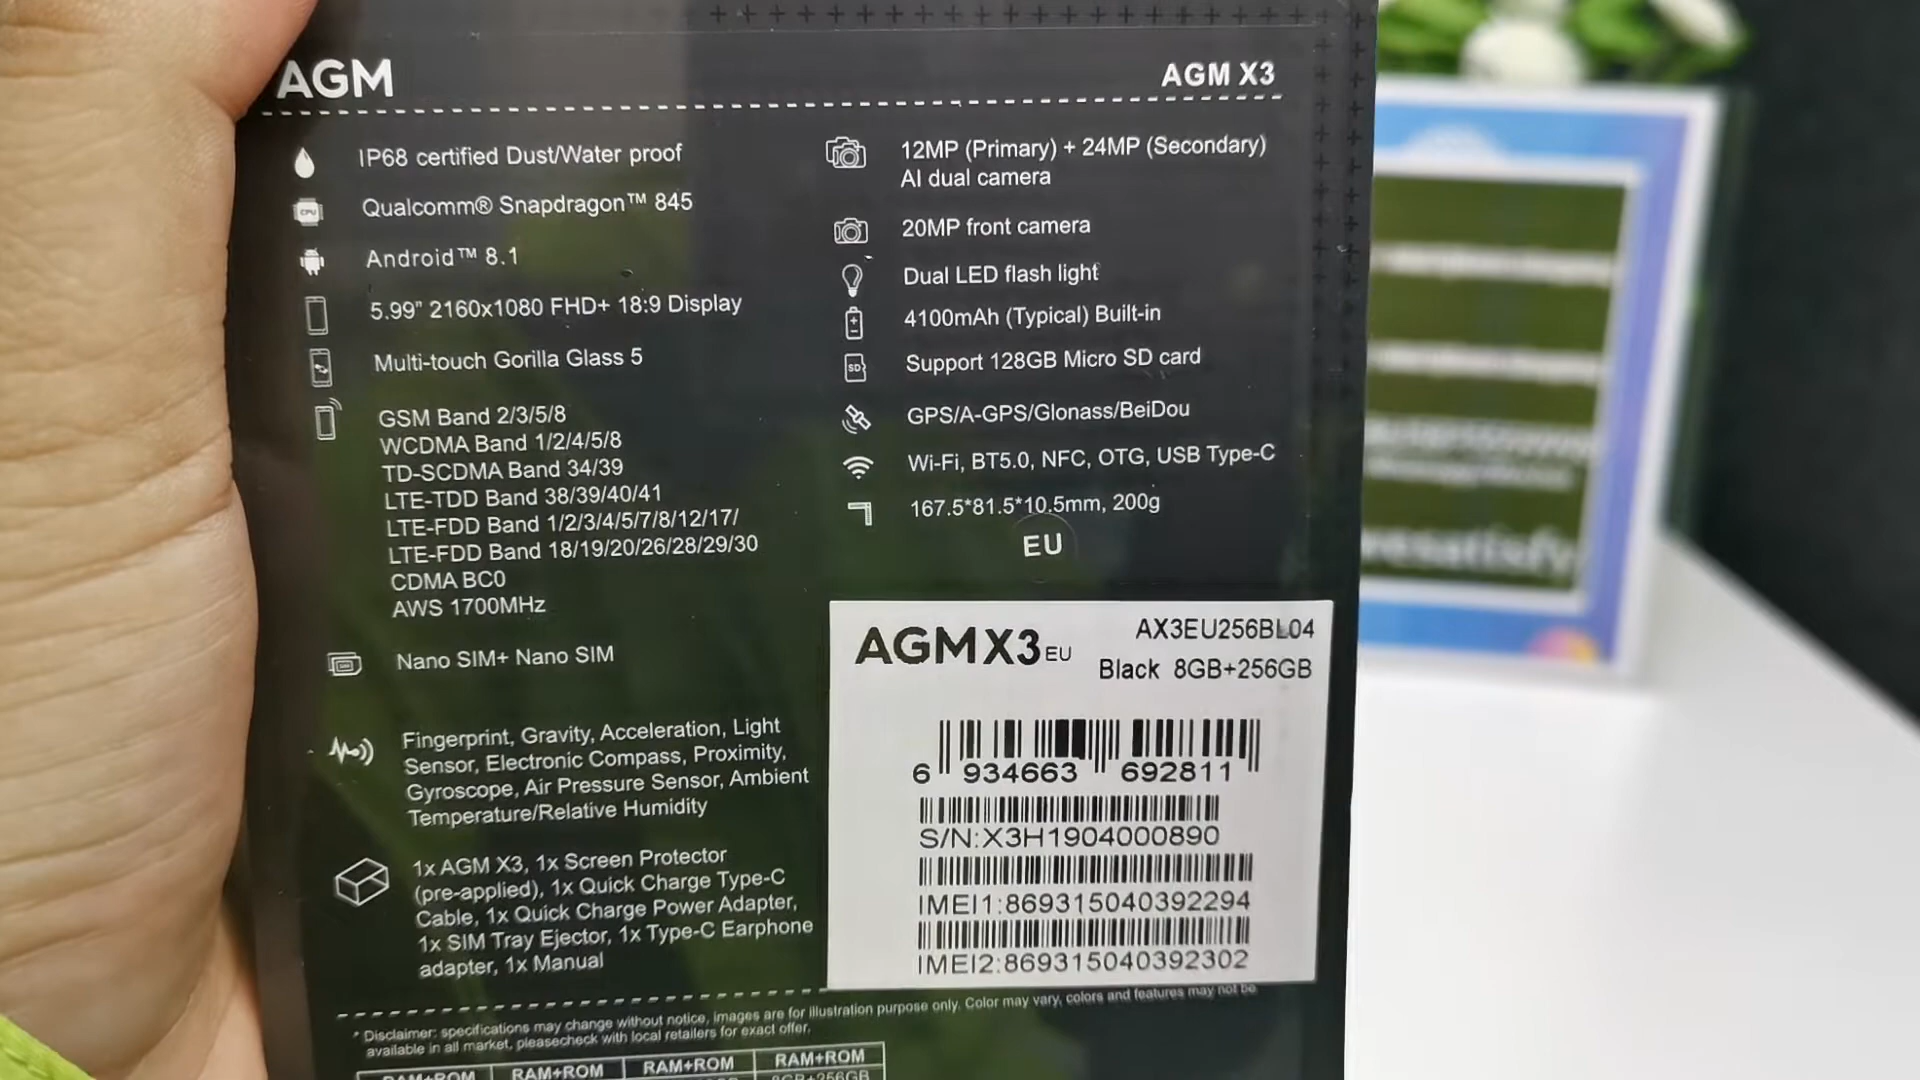 AGM
AGM X3
IP68 certified Dust/Water proof
Qualcomm® Snapdragon™ 845
Android™ 8.1
5.99" 2160x1080 FHD+ 18:9 Display
Multi-touch Gorilla Glass 5
GSM Band 2/3/5/8
WCDMA Band 1/2/4/5/8
TD-SCDMA Band 34/39
LTE-TDD Band 38/39/40/41
LTE-FDD Band 1/2/3/4/5/7/8/12/17/
LTE-FDD Band 18/19/20/26/28/29/30
CDMA BC0
AWS 1700MHz
Nano SIM+ Nano SIM
Fingerprint, Gravity, Acceleration, Light
Sensor, Electronic Compass, Proximity,
Gyroscope, Air Pressure Sensor, Ambient
Temperature/Relative Humidity
1x AGM X3, 1x Screen Protector
(pre-applied), 1x Quick Charge Type-C
Cable, 1x Quick Charge Power Adapter,
1x SIM Tray Ejector, 1x Type-C Earphone
adapter, 1x Manual
12MP (Primary) + 24MP (Secondary)
AI dual camera
20MP front camera
Dual LED flash light
4100mAh (Typical) Built-in
SD
Support 128GB Micro SD card
GPS/A-GPS/Glonass/BeiDou
Wi-Fi, BT5.0, NFC, OTG, USB Type-C
167.5*81.5*10.5mm, 200g
EU
AGM X3 EU
AX3EU256BL04
Black 8GB+256GB
6 934663 692811
S/N:X3H1904000890
IMEI1:869315040392294
IMEI2:869315040392302
* Disclaimer: specifications may change without notice, images are for illustration purpose only. Color may vary, colors and features may not be
available in all market, pleasecheck with local retailers for exact offer.
RAM+ROM RAM+ROM RAM+ROM RAM+ROM
8GB+256GB